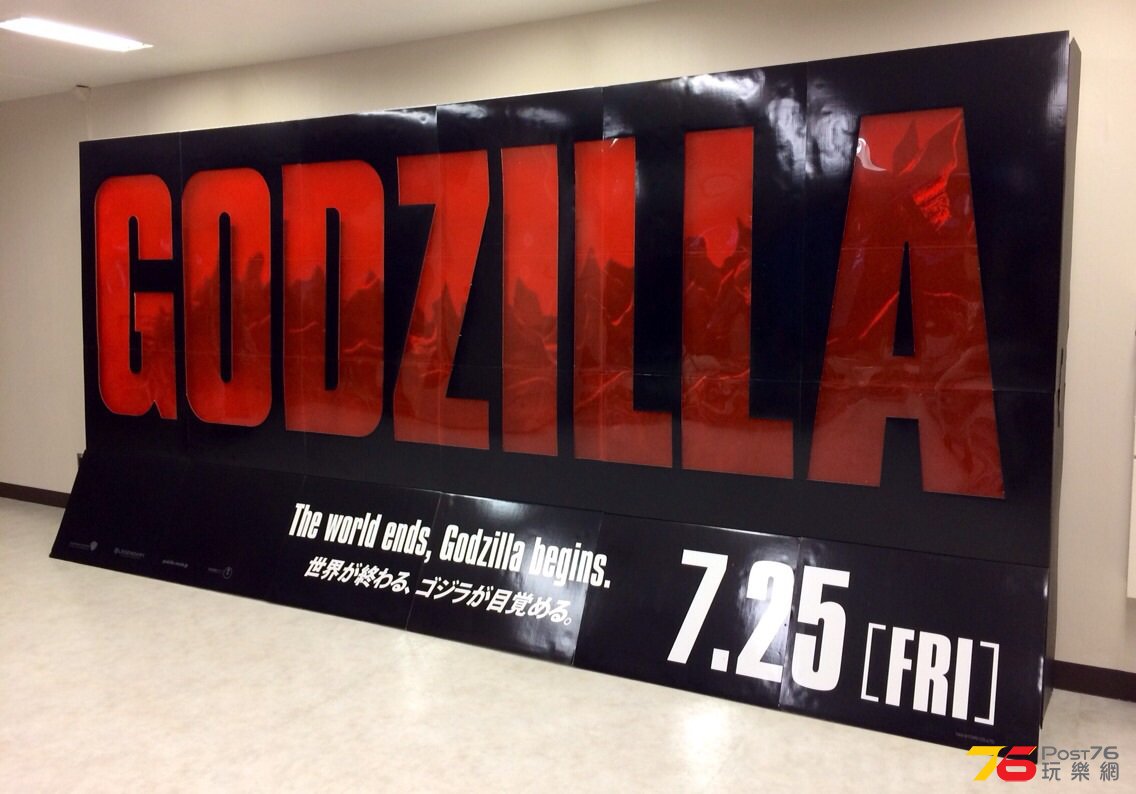 GODZILLA
The world ends, Godzilla begins.
世界が終わる、ゴジラが目覚める。
7.25 [FRI]
76 POST76
玩樂網